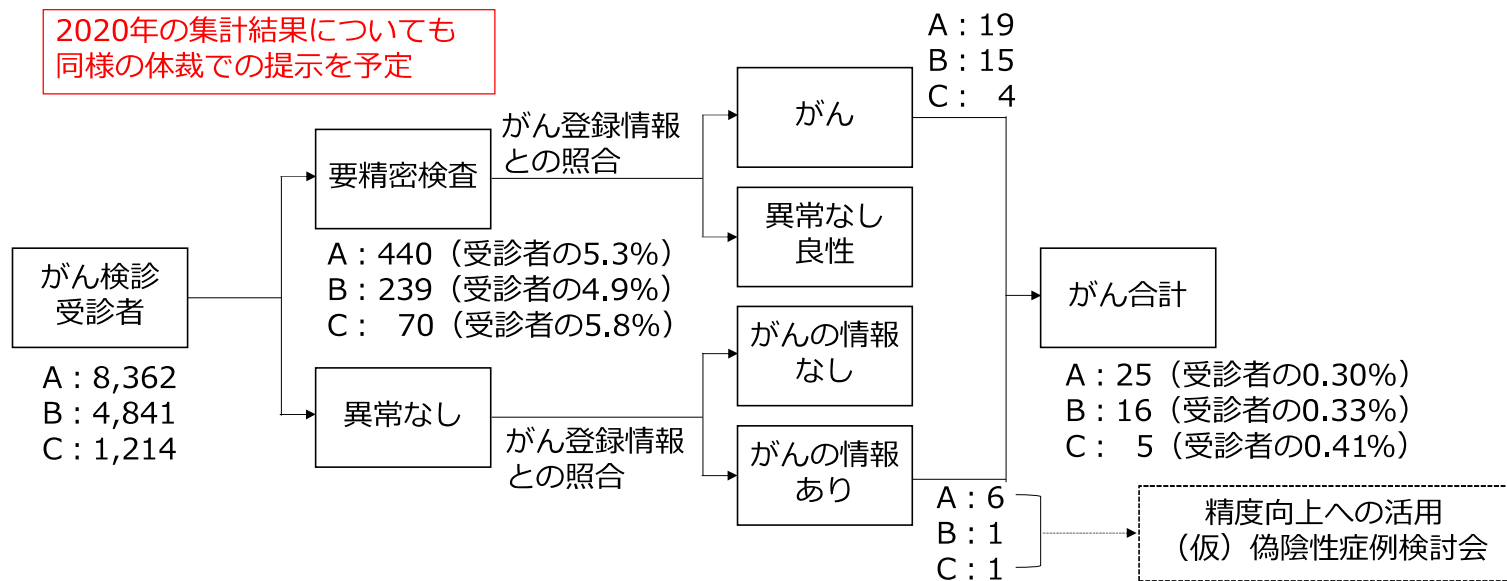 2020年の集計結果についても
同様の体裁での提示を予定
がん検診
受診者
A：8,362
B：4,841
C：1,214
要精密検査
A：440（受診者の5.3%）
B：239（受診者の4.9%）
C：　70（受診者の5.8%）
異常なし
がん登録情報
との照合
がん登録情報
との照合
がん
A：19
B：15
C：　4
異常なし
良性
がんの情報
なし
がんの情報
あり
A：6
B：1
C：1
がん合計
A：25（受診者の0.30%）
B：16（受診者の0.33%）
C：　5（受診者の0.41%）
精度向上への活用
（仮）偽陰性症例検討会